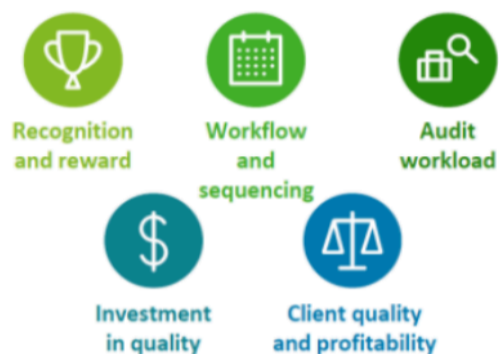 Recognition
and reward
Workflow
and
sequencing
Audit
workload
Investment
in quality
Client quality
and profitability